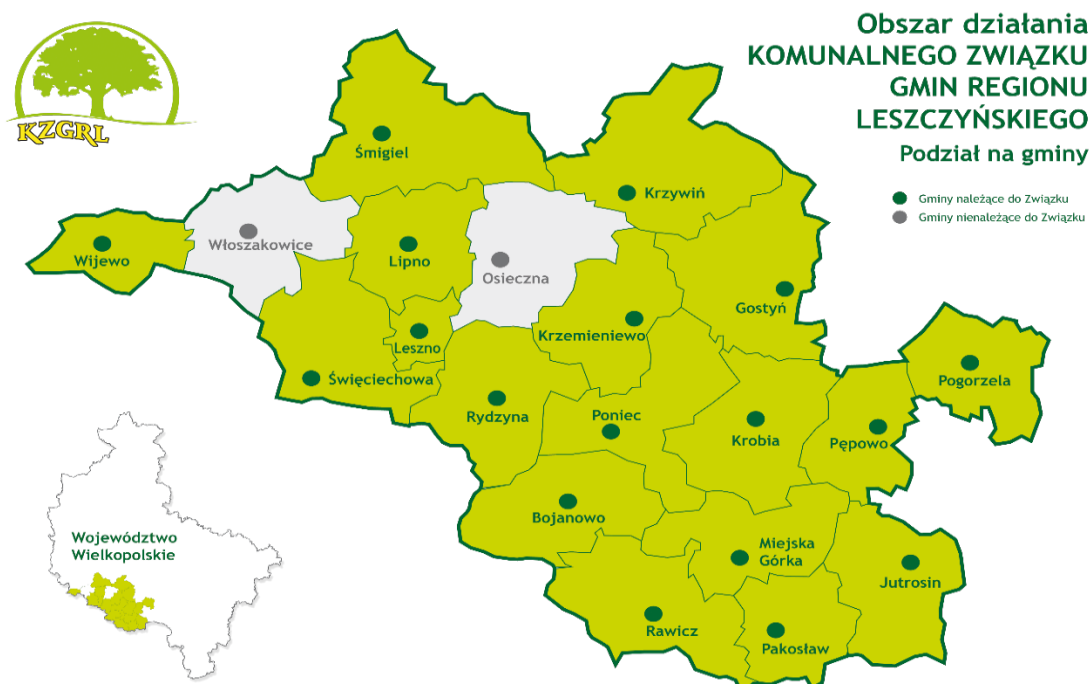 Obszar działania
KOMUNALNEGO ZWIĄZKU
GMIN REGIONU
LESZCZYŃSKIEGO
Podział na gminy
Gminy należące do Związku
Gminy nienależące do Związku
KZGRL
Śmigiel
Krzywiń
Włoszakowice
Wijewo
Lipno
Osieczna
Gostyń
Leszno
Krzemieniewo
Święciechowa
Pogorzela
Rydzyna
Poniec
Krobia
Pępowo
Bojanowo
Miejska
Górka
Jutrosin
Rawicz
Pakosław
Województwo
Wielkopolskie